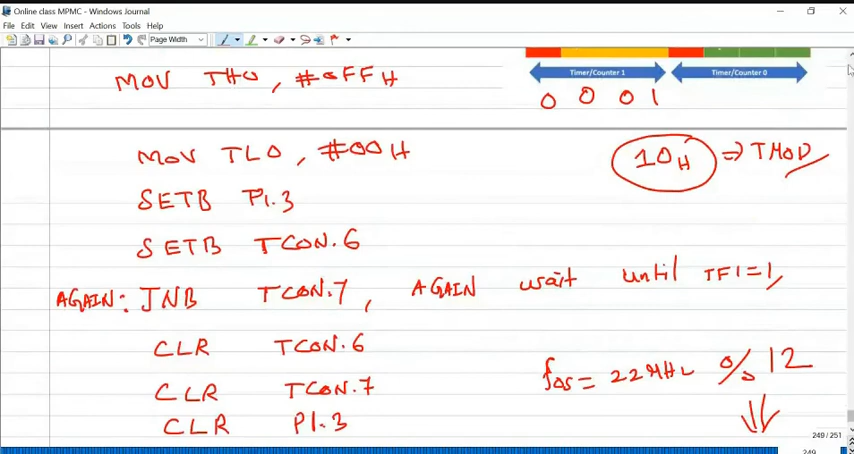 Online class MPMC - Windows Journal
File Edit View Insert Actions Tools Help
Page Width
Timer/Counter 1 Timer/Counter 0
MOV TH0, #0FFH
0 0 0 1
MOV TL0, #00H
10H ⇒ TMOD
SETB P1.3
SETB TCON.6
AGAIN: JNB TCON.7, AGAIN wait until TF1=1,
CLR TCON.6
fos = 22MHz % 12
CLR TCON.7
CLR P1.3
249 / 251
249